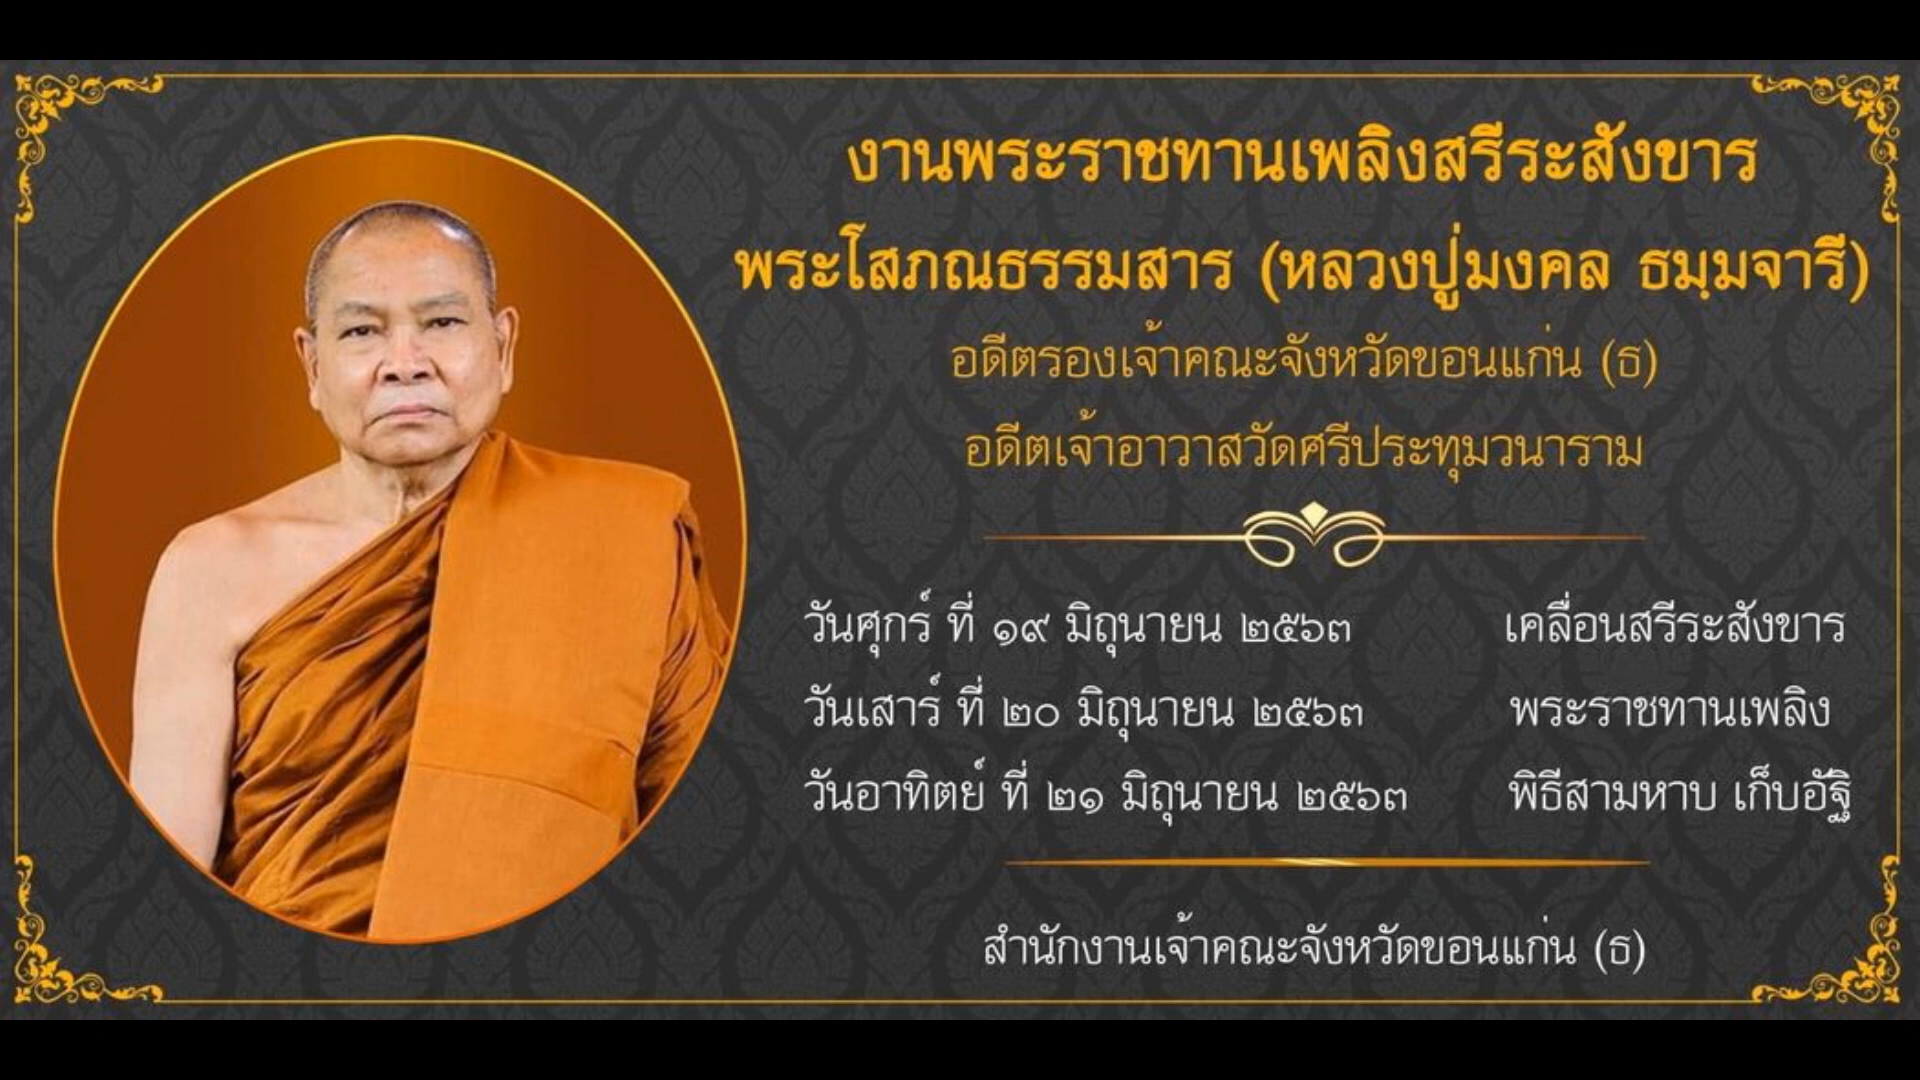 งานพระราชทานเพลิงสรีระสังขาร
พระโสภณธรรมสาร (หลวงปู่มงคล ธมฺมจารี)
อดีตรองเจ้าคณะจังหวัดขอนแก่น (ธ)
อดีตเจ้าอาวาสวัดศรีประทุมวนาราม
วันศุกร์ ที่ ๑๙ มิถุนายน ๒๕๖๓ เคลื่อนสรีระสังขาร
วันเสาร์ ที่ ๒๐ มิถุนายน ๒๕๖๓ พระราชทานเพลิง
วันอาทิตย์ ที่ ๒๑ มิถุนายน ๒๕๖๓ พิธีสามหาบ เก็บอัฐิ
สำนักงานเจ้าคณะจังหวัดขอนแก่น (ธ)